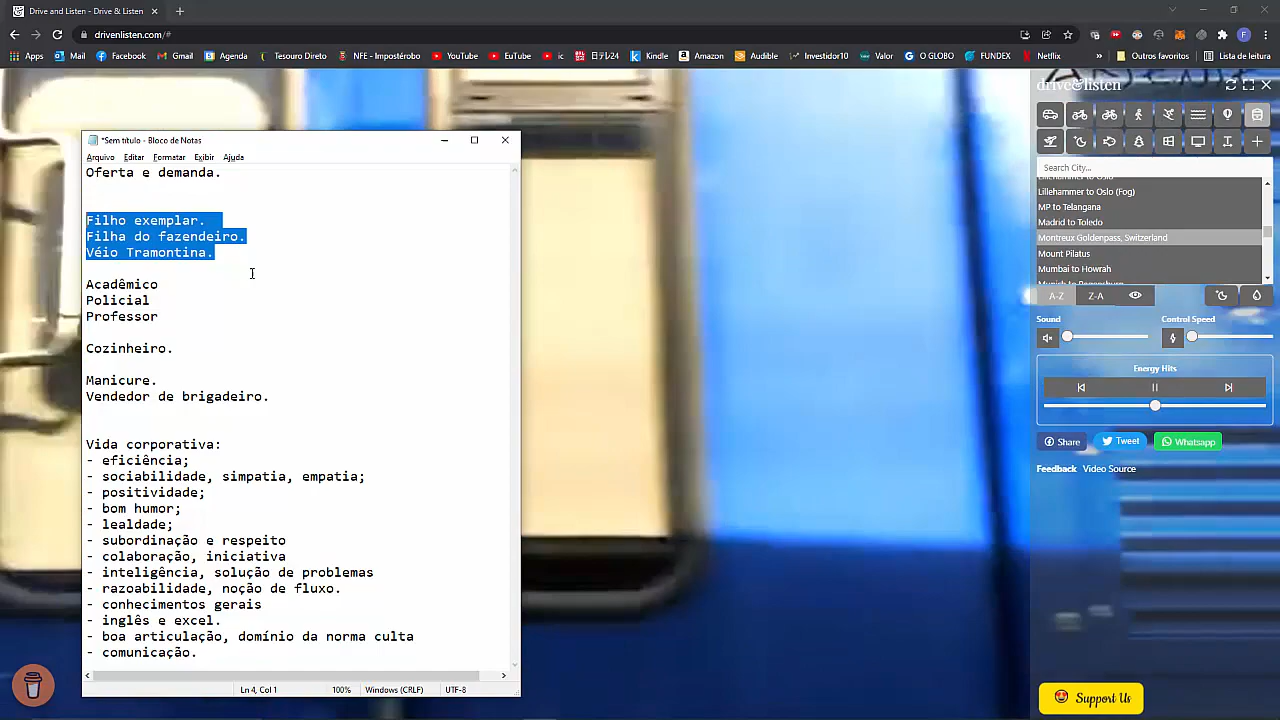 Drive and Listen - Drive & Listen
drivenlisten.com/#
Apps Mail Facebook Gmail Agenda Tesouro Direto NFE - Impostérobo YouTube EuTube ic Kindle Amazon Audible Investidor10 Valor O GLOBO FUNDEX Netflix » Outros favoritos Lista de leitura
*Sem título - Bloco de Notas
Arquivo Editar Formatar Exibir Ajuda
Oferta e demanda.
Filho exemplar.
Filha do fazendeiro.
Véio Tramontina.
Acadêmico
Policial
Professor
Cozinheiro.
Manicure.
Vendedor de brigadeiro.
Vida corporativa:
- eficiência;
- sociabilidade, simpatia, empatia;
- positividade;
- bom humor;
- lealdade;
- subordinação e respeito
- colaboração, iniciativa
- inteligência, solução de problemas
- razoabilidade, noção de fluxo.
- conhecimentos gerais
- inglês e excel.
- boa articulação, domínio da norma culta
- comunicação.
Ln 4, Col 1 100% Windows (CRLF) UTF-8
drive&listen
Search City...
Lillehammer to Oslo
Lillehammer to Oslo (Fog)
MP to Telangana
Madrid to Toledo
Montreux Goldenpass, Switzerland
Mount Pilatus
Mumbai to Howrah
A-Z Z-A
Sound Control Speed
Energy Hits
Share Tweet Whatsapp
Feedback Video Source
Support Us